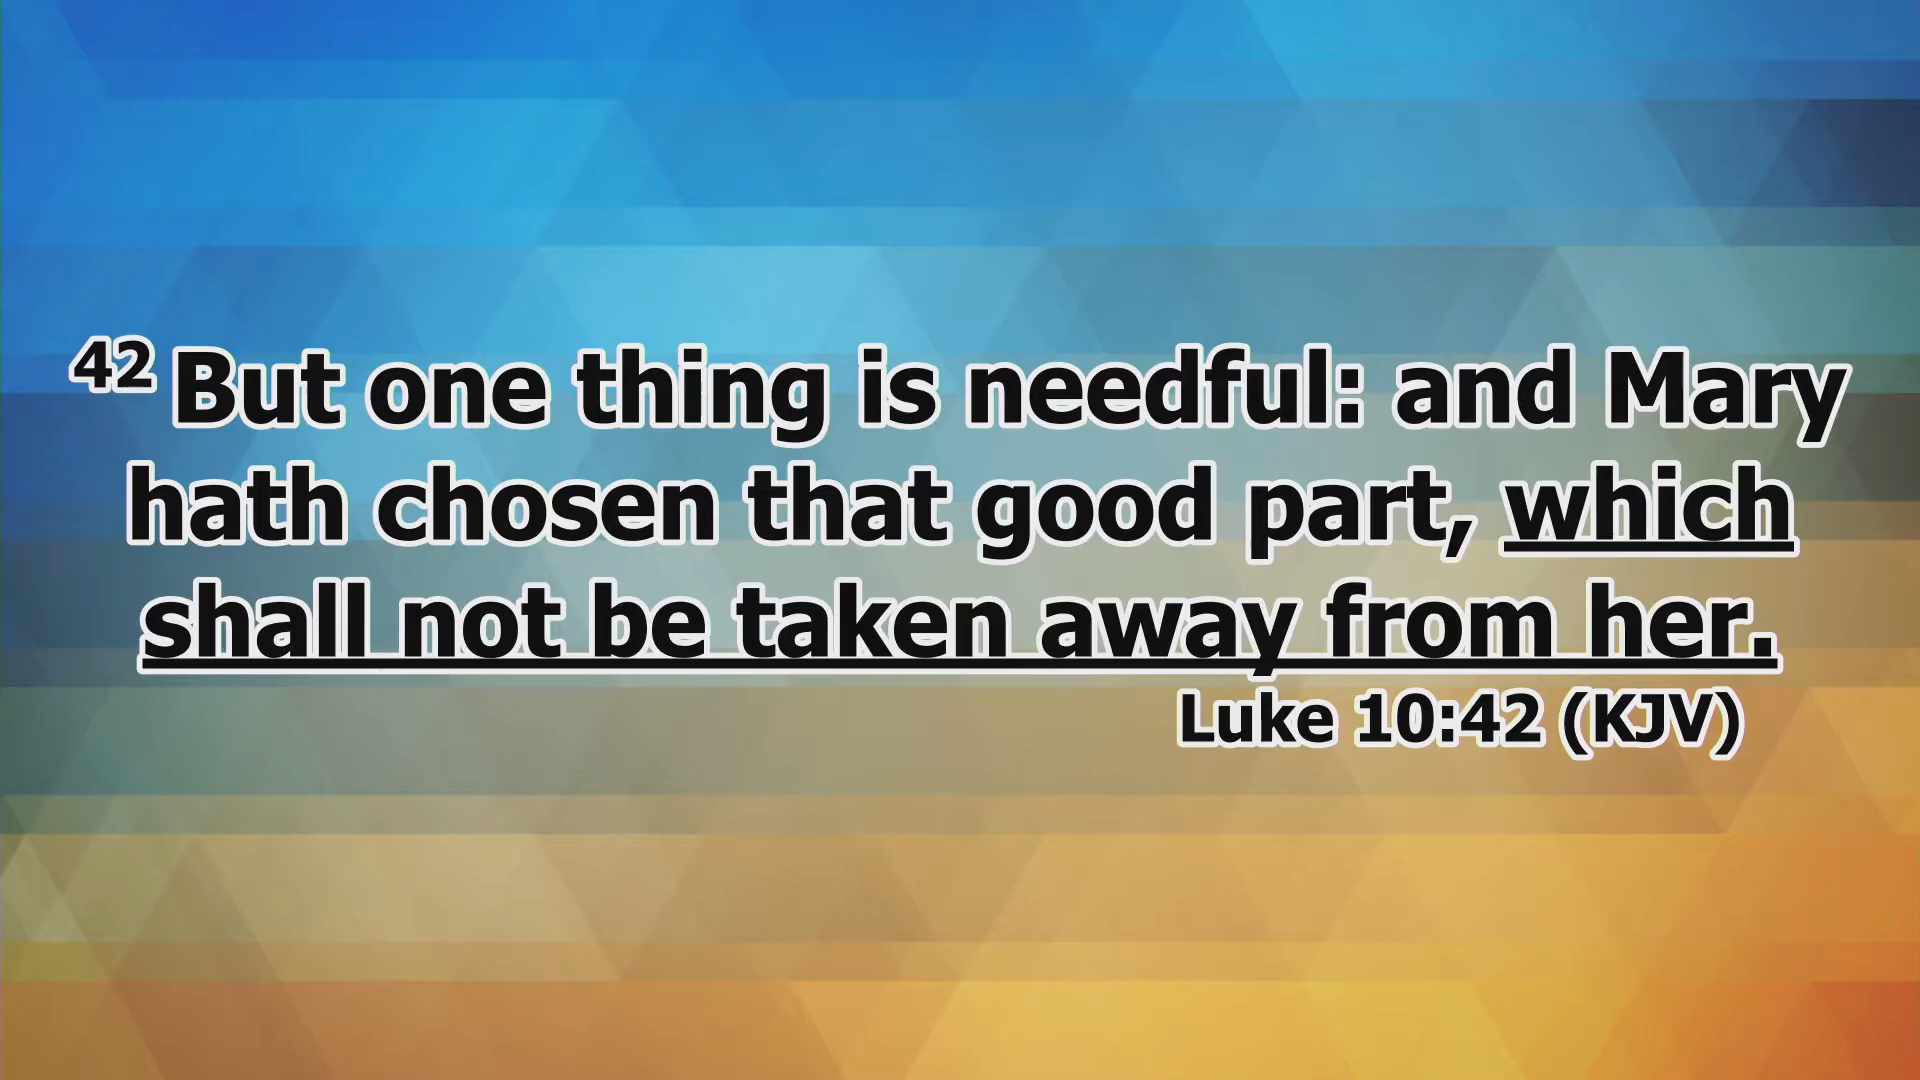 42 But one thing is needful: and Mary
hath chosen that good part, which
shall not be taken away from her.
Luke 10:42 (KJV)